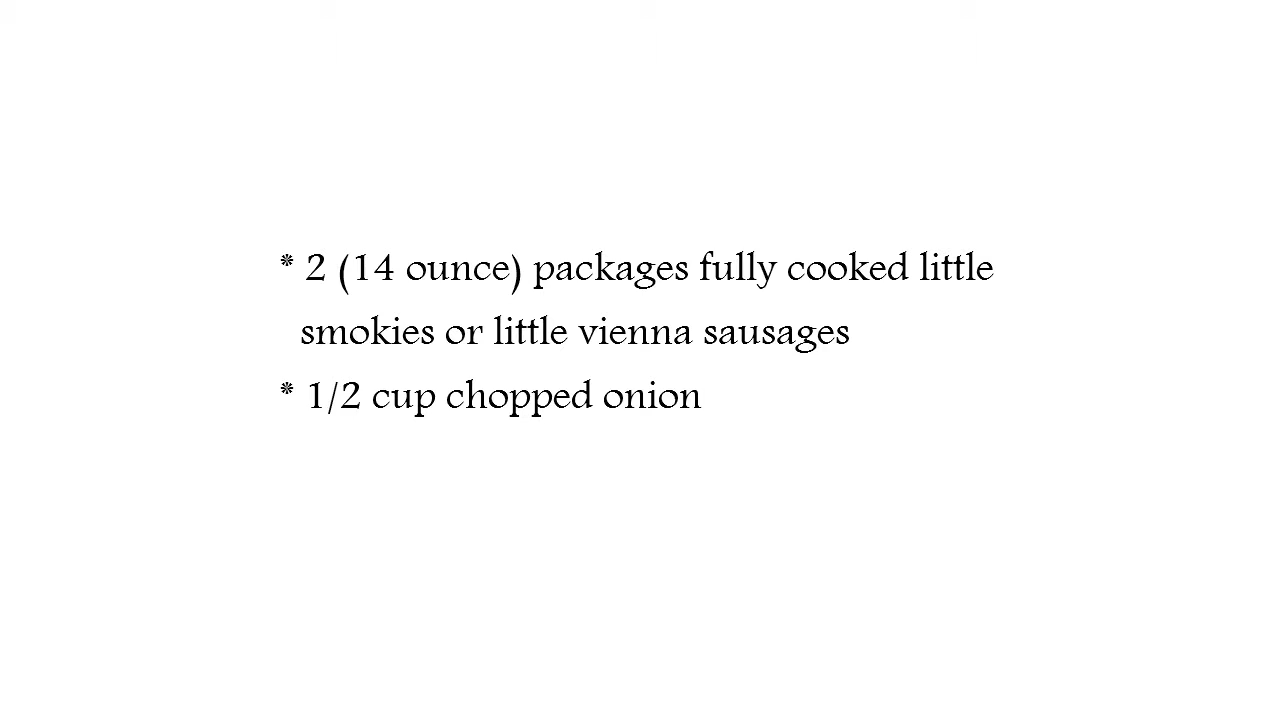 * 2 (14 ounce) packages fully cooked little
smokies or little vienna sausages
* 1/2 cup chopped onion